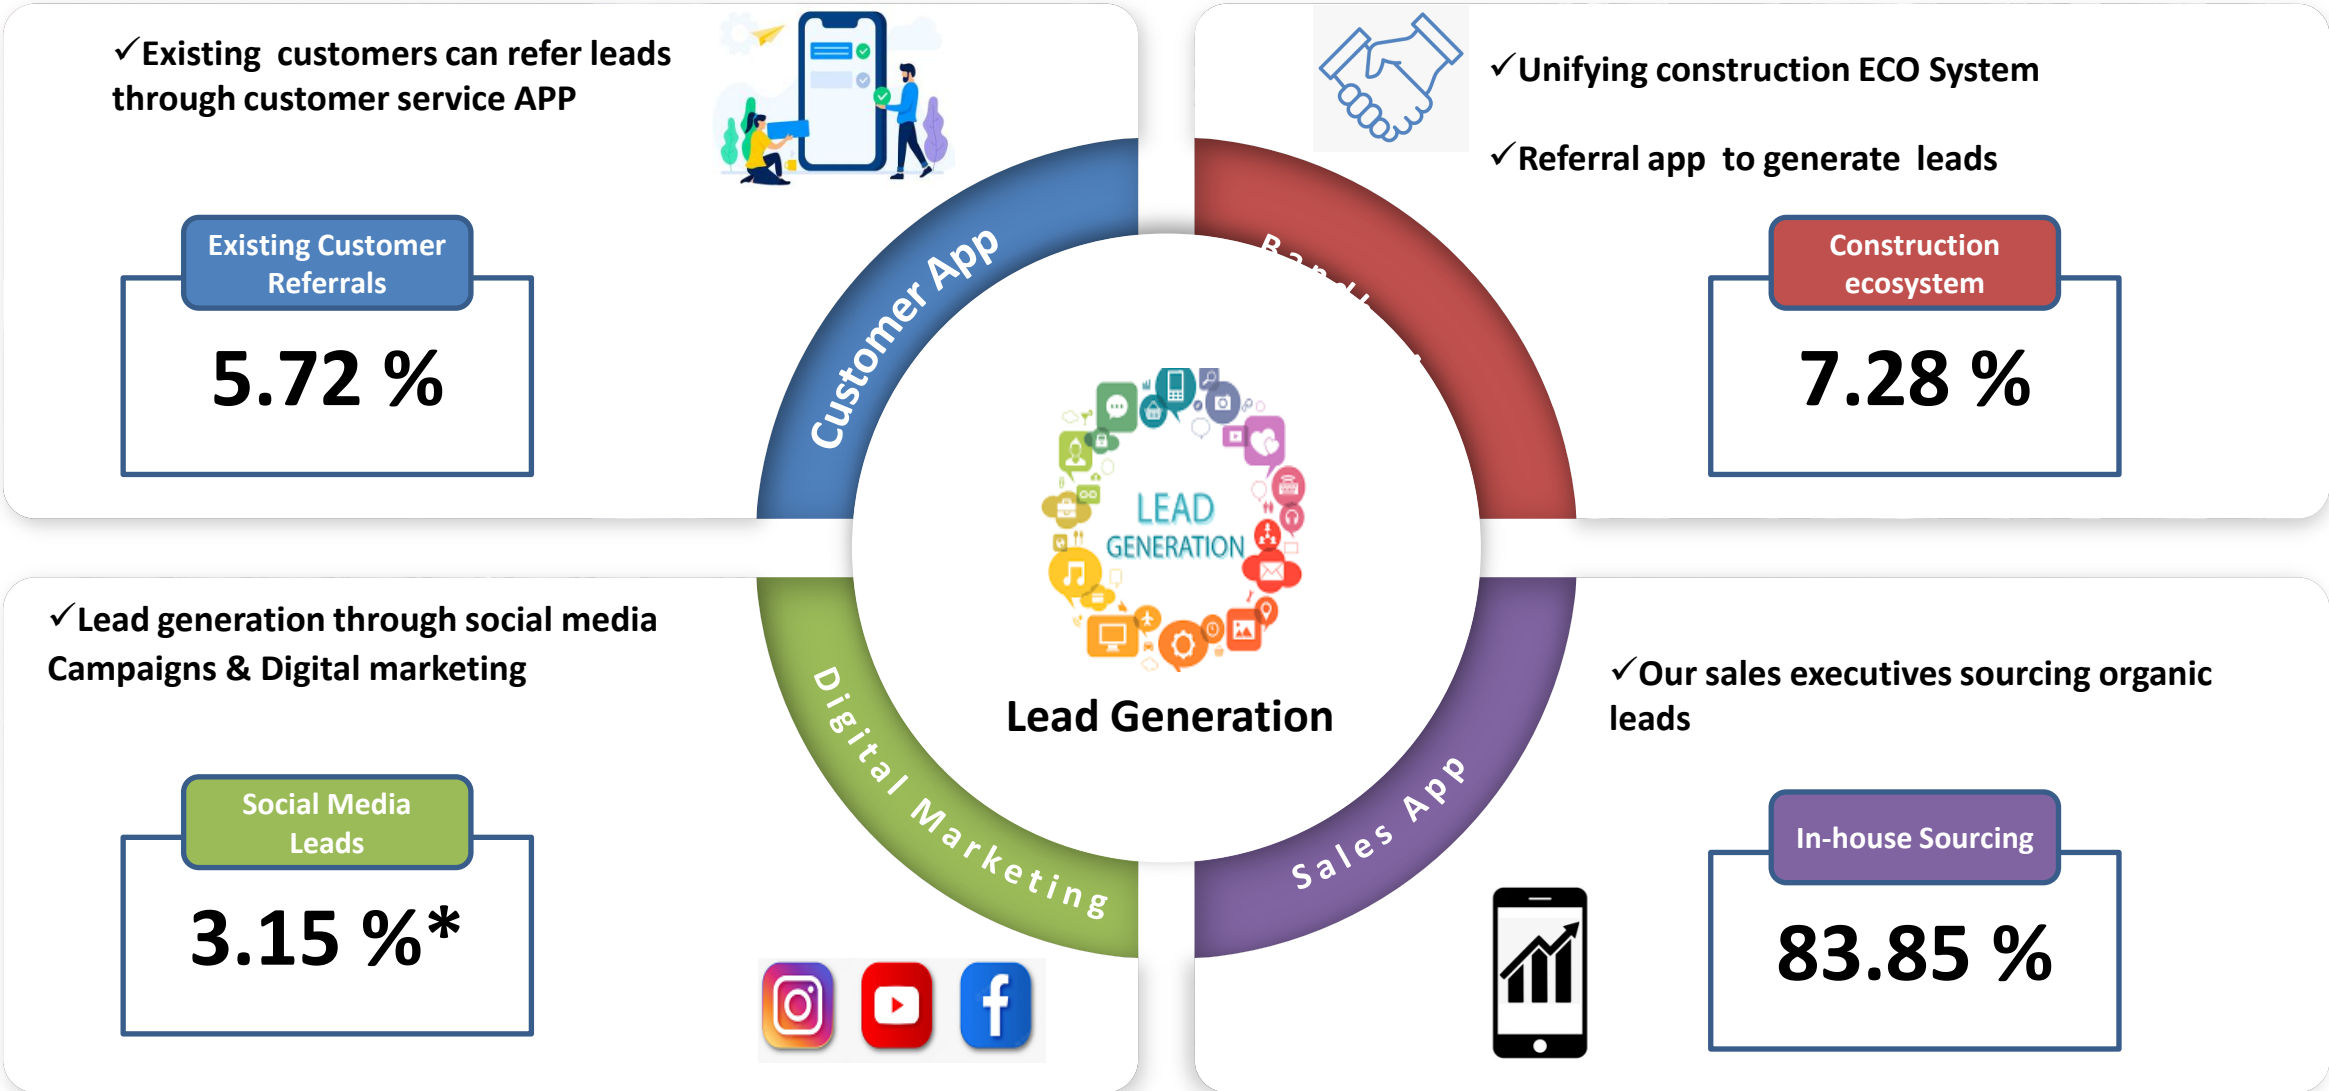 ✓Existing customers can refer leads
through customer service APP
Existing Customer
Referrals
5.72 %
Customer App
✓Unifying construction ECO System
✓Referral app to generate leads
Construction
ecosystem
7.28 %
LEAD
GENERATION
Lead Generation
✓Lead generation through social media
Campaigns & Digital marketing
Social Media
Leads
3.15 %*
Digital Marketing
✓Our sales executives sourcing organic
leads
In-house Sourcing
83.85 %
Sales App